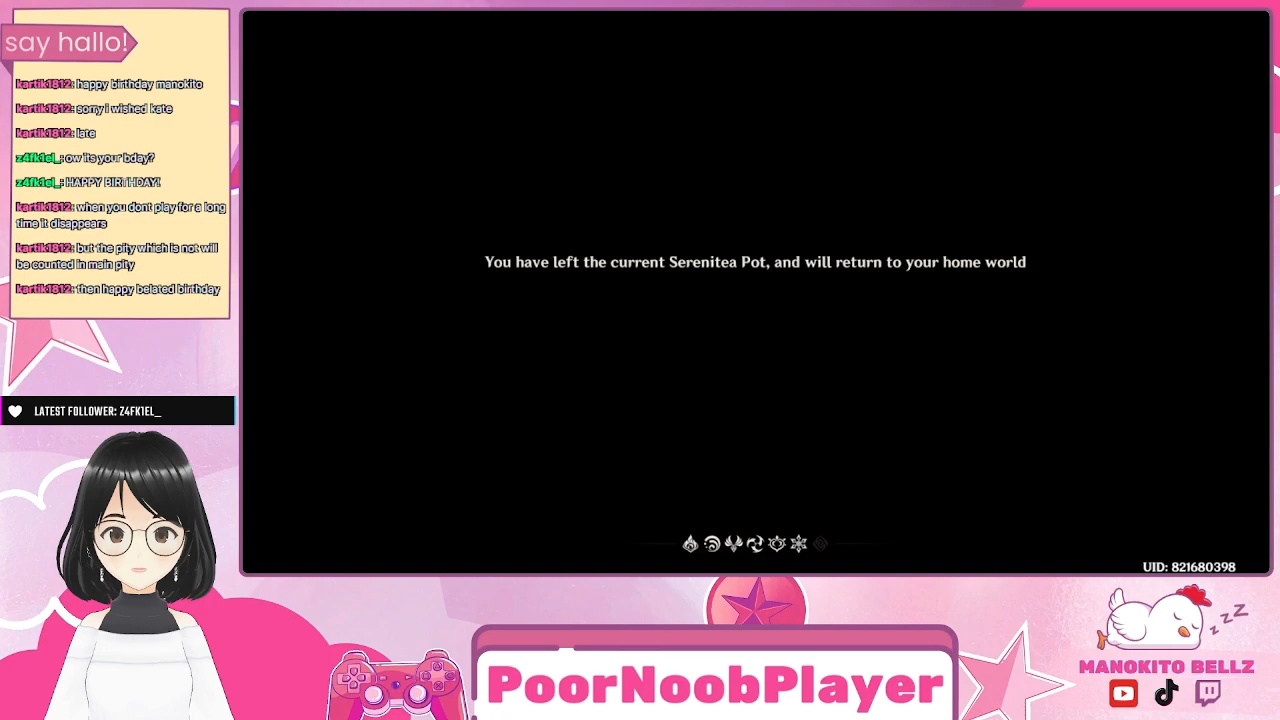 say hallo!
kartik1812: happy birthday manokito
kartik1812: sorry i wished kate
kartik1812: late
z4fk1el_: ow its your bday?
z4fk1el_: HAPPY BIRTHDAY!
kartik1812: when you dont play for a long
time it disappears
kartik1812: but the pity which is not will
be counted in main pity
kartik1812: then happy belated birthday
LATEST FOLLOWER: Z4FK1EL_
You have left the current Serenitea Pot, and will return to your home world
UID: 821680398
PoorNoobPlayer
z z Z
MANOKITO BELLZ